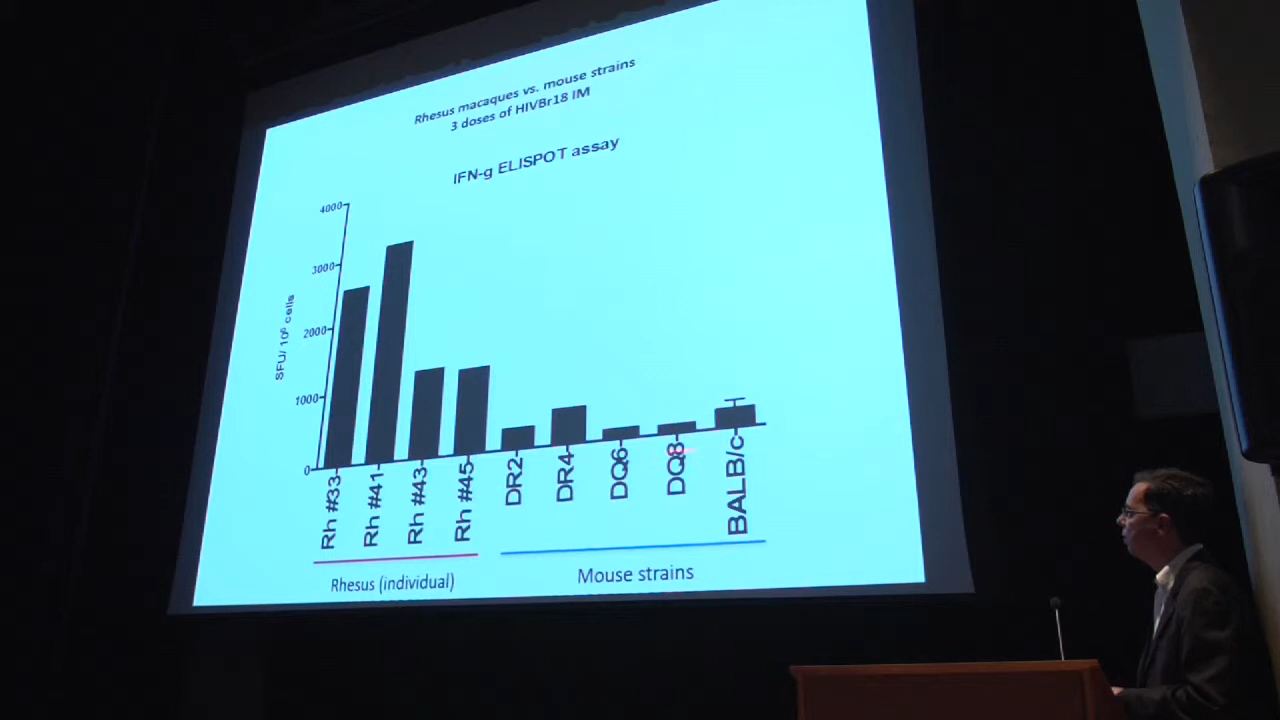 Rhesus macaques vs. mouse strains
3 doses of HIVBr18 IM
IFN-g ELISPOT assay
4000
3000
2000
1000
0
SFU/ 10⁶ cells
Rh #33
Rh #41
Rh #43
Rh #45
DR2
DR4
DQ6
DQ8
BALB/c
Rhesus (individual)
Mouse strains